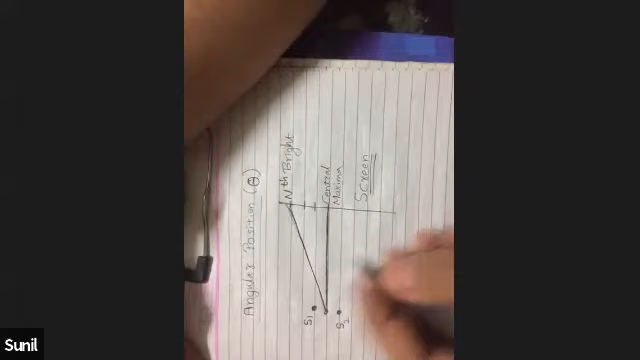 Angular Position (θ)
Nth Bright
Central
Maxima
Screen
S1
S2
Sunil